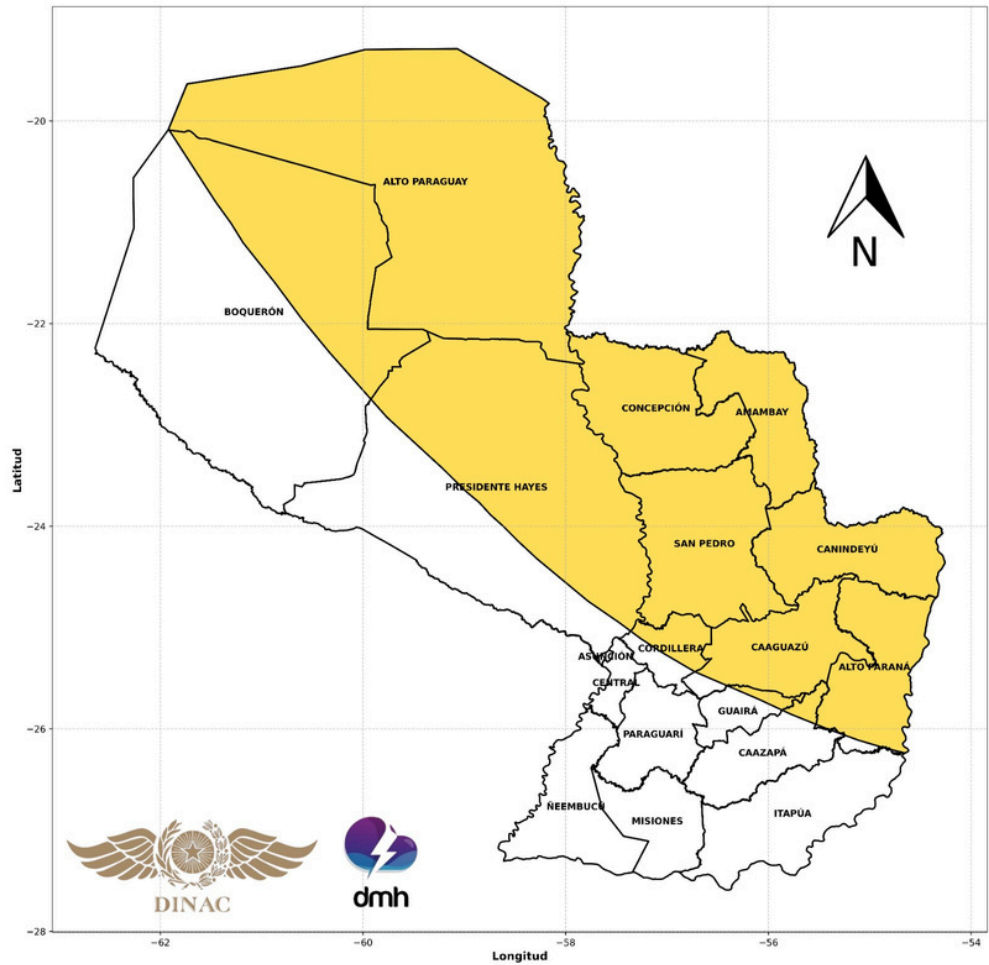 −20
−22
−24
−26
−28
Latitud
−62
−60
−58
−56
−54
Longitud
N
ALTO PARAGUAY
BOQUERÓN
CONCEPCIÓN
AMAMBAY
PRESIDENTE HAYES
SAN PEDRO
CANINDEYÚ
CORDILLERA
CAAGUAZÚ
ASUNCIÓN
ALTO PARANÁ
CENTRAL
GUAIRÁ
PARAGUARÍ
CAAZAPÁ
ÑEEMBUCÚ
MISIONES
ITAPÚA
DINAC
dmh